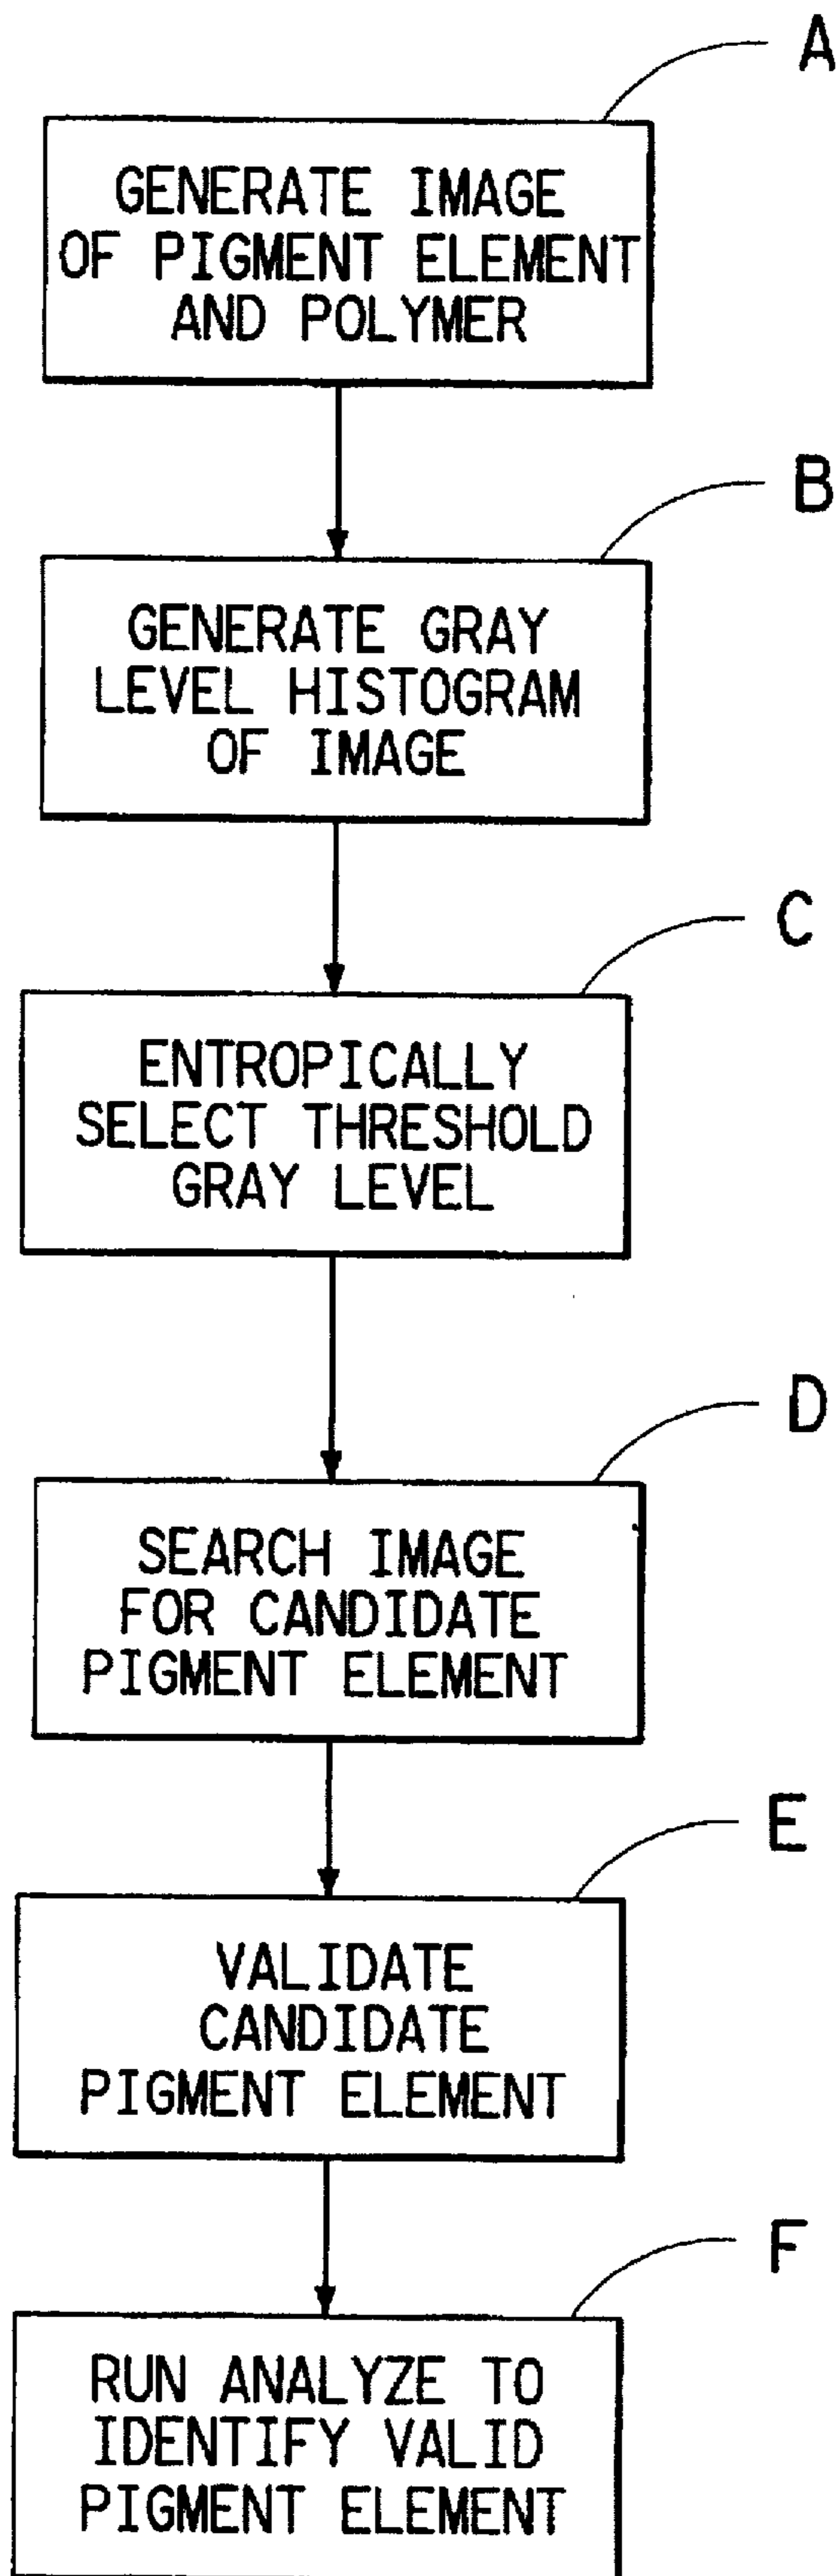 A
GENERATE IMAGE
OF PIGMENT ELEMENT
AND POLYMER
B
GENERATE GRAY
LEVEL HISTOGRAM
OF IMAGE
C
ENTROPICALLY
SELECT THRESHOLD
GRAY LEVEL
D
SEARCH IMAGE
FOR CANDIDATE
PIGMENT ELEMENT
E
VALIDATE
CANDIDATE
PIGMENT ELEMENT
F
RUN ANALYZE TO
IDENTIFY VALID
PIGMENT ELEMENT